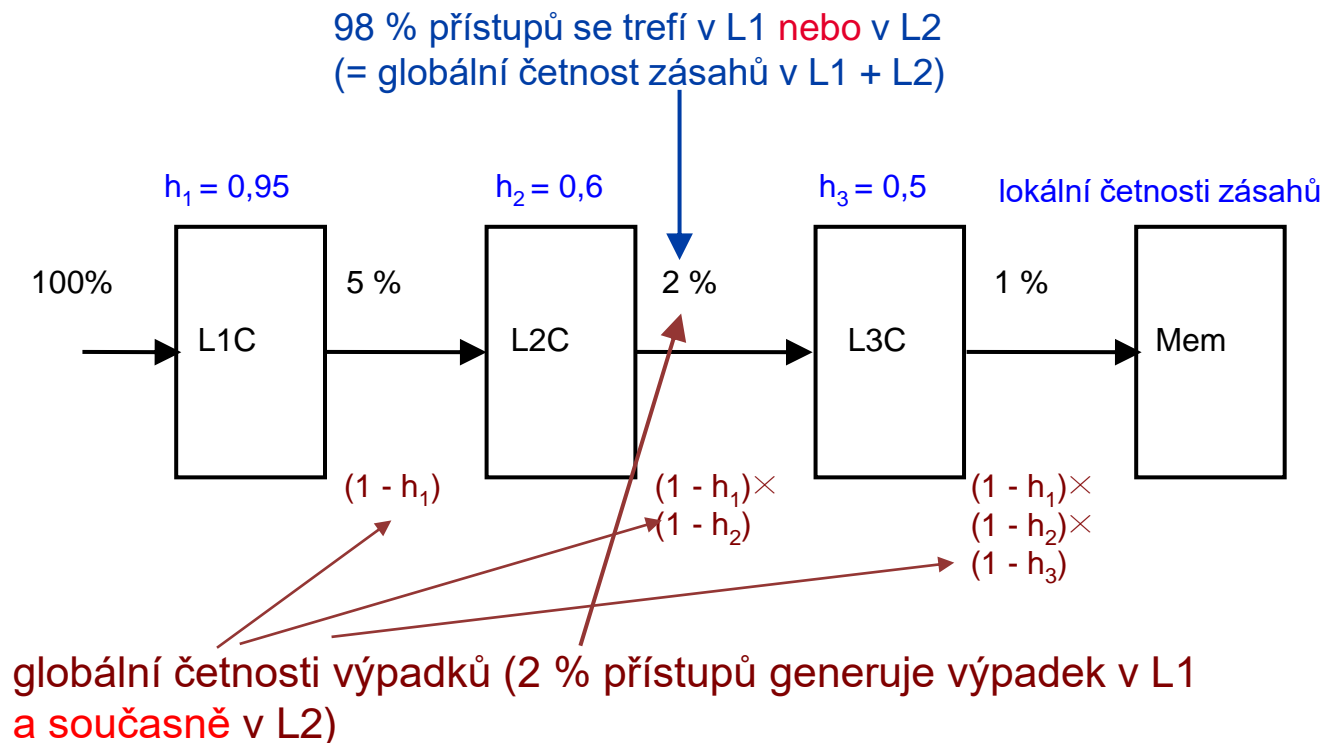 98 % přístupů se trefí v L1 nebo v L2
(= globální četnost zásahů v L1 + L2)
h₁ = 0,95
h₂ = 0,6
h₃ = 0,5
lokální četnosti zásahů
100%
5 %
2 %
1 %
L1C
L2C
L3C
Mem
(1 - h₁)
(1 - h₁)×
(1 - h₂)
(1 - h₁)×
(1 - h₂)×
(1 - h₃)
globální četnosti výpadků (2 % přístupů generuje výpadek v L1
a současně v L2)